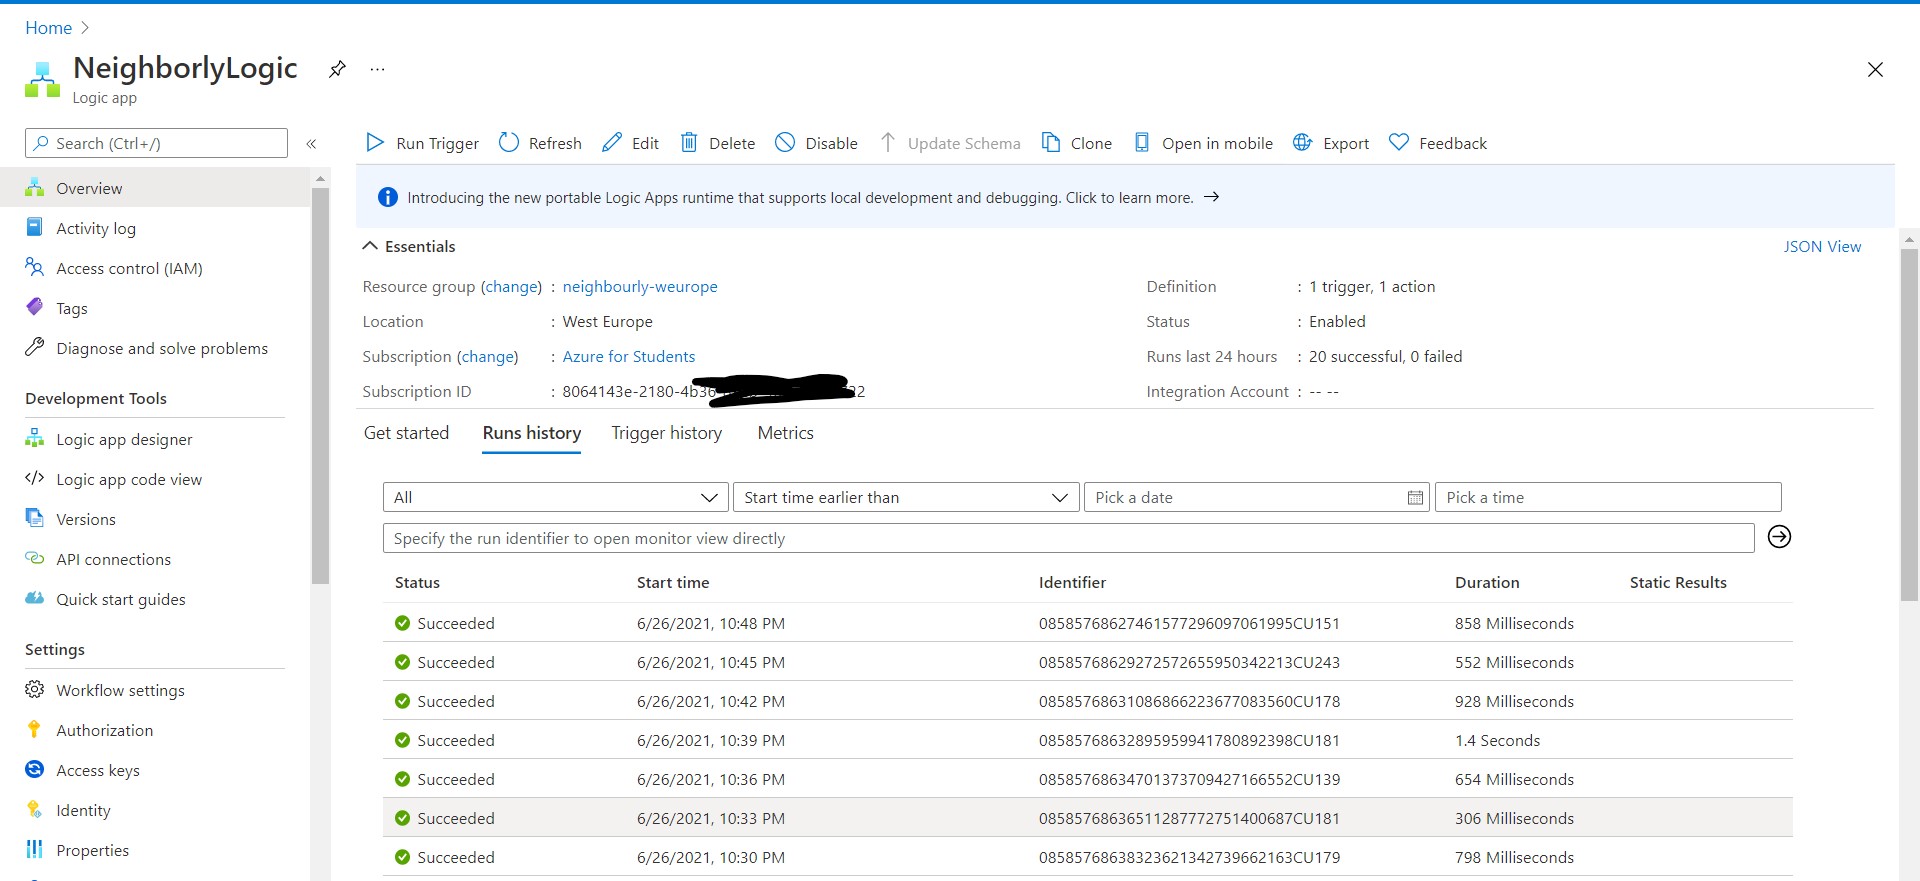 Home
NeighborlyLogic
Logic app
Search (Ctrl+/)
Run Trigger Refresh Edit Delete Disable Update Schema Clone Open in mobile Export Feedback
Overview
Activity log
Access control (IAM)
Tags
Diagnose and solve problems
Development Tools
Logic app designer
Logic app code view
Versions
API connections
Quick start guides
Settings
Workflow settings
Authorization
Access keys
Identity
Properties
Introducing the new portable Logic Apps runtime that supports local development and debugging. Click to learn more.
Essentials JSON View
Resource group (change) : neighbourly-weurope Definition : 1 trigger, 1 action
Location : West Europe Status : Enabled
Subscription (change) : Azure for Students Runs last 24 hours : 20 successful, 0 failed
Subscription ID : 8064143e-2180-4b36 22 Integration Account : -- --
Get started Runs history Trigger history Metrics
All Start time earlier than Pick a date Pick a time
Specify the run identifier to open monitor view directly
Status Start time Identifier Duration Static Results
Succeeded 6/26/2021, 10:48 PM 08585768627461577296097061995CU151 858 Milliseconds
Succeeded 6/26/2021, 10:45 PM 08585768629272572655950342213CU243 552 Milliseconds
Succeeded 6/26/2021, 10:42 PM 08585768631086866223677083560CU178 928 Milliseconds
Succeeded 6/26/2021, 10:39 PM 08585768632895959941780892398CU181 1.4 Seconds
Succeeded 6/26/2021, 10:36 PM 08585768634701373709427166552CU139 654 Milliseconds
Succeeded 6/26/2021, 10:33 PM 08585768636511287772751400687CU181 306 Milliseconds
Succeeded 6/26/2021, 10:30 PM 08585768638323621342739662163CU179 798 Milliseconds